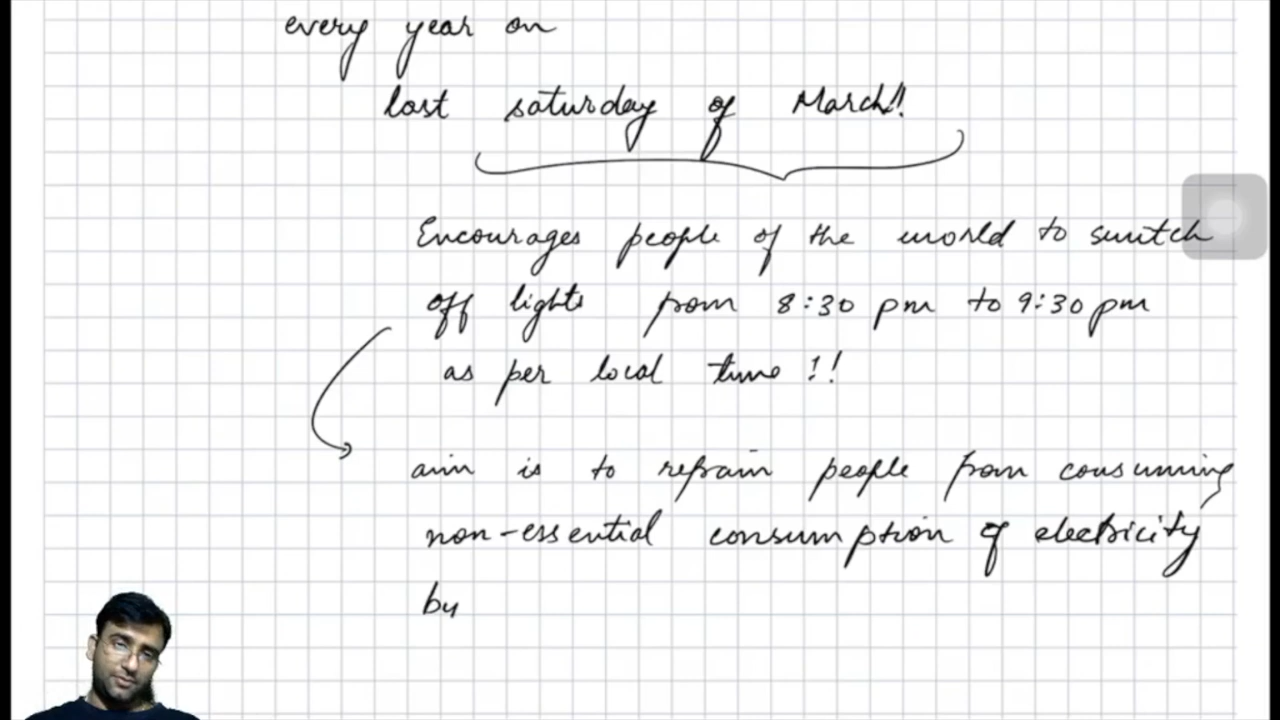 every year on
last saturday of March!!
Encourages people of the world to switch
off lights from 8:30 pm to 9:30 pm
as per local time !!
aim is to refrain people from consuming
non-essential consumption of electricity
by